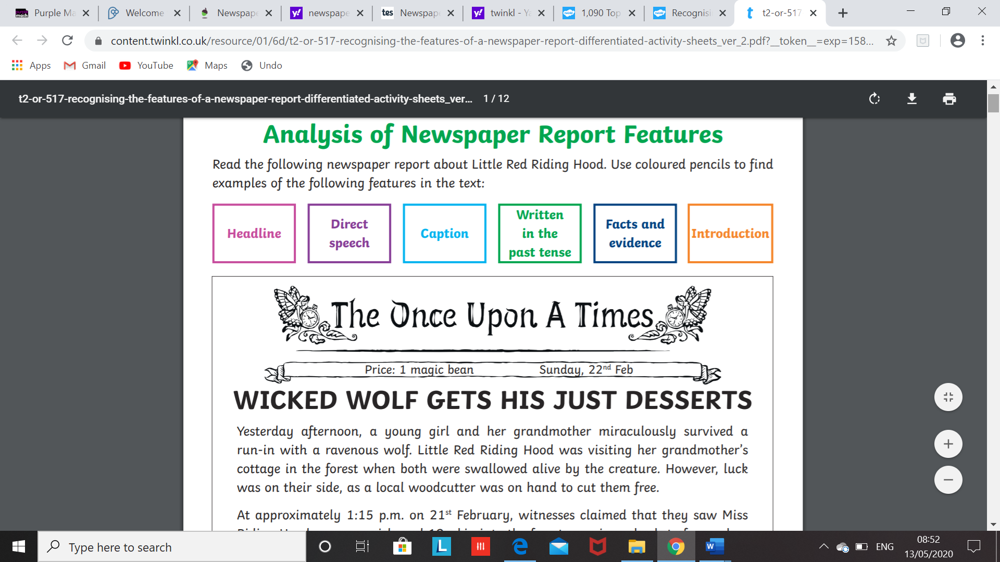 Purple Ma
Welcome
Newspape
newspape
tes Newspape
twinkl - Ya
1,090 Top
Recognisi
t2-or-517
content.twinkl.co.uk/resource/01/6d/t2-or-517-recognising-the-features-of-a-newspaper-report-differentiated-activity-sheets_ver_2.pdf?__token__=exp=158...
Apps Gmail YouTube Maps Undo
t2-or-517-recognising-the-features-of-a-newspaper-report-differentiated-activity-sheets_ver... 1 / 12
Analysis of Newspaper Report Features
Read the following newspaper report about Little Red Riding Hood. Use coloured pencils to find
examples of the following features in the text:
Headline
Direct
speech
Caption
Written
in the
past tense
Facts and
evidence
Introduction
The Once Upon A Times
Price: 1 magic bean Sunday, 22nd Feb
WICKED WOLF GETS HIS JUST DESSERTS
Yesterday afternoon, a young girl and her grandmother miraculously survived a
run-in with a ravenous wolf. Little Red Riding Hood was visiting her grandmother's
cottage in the forest when both were swallowed alive by the creature. However, luck
was on their side, as a local woodcutter was on hand to cut them free.
At approximately 1:15 p.m. on 21st February, witnesses claimed that they saw Miss
Type here to search
ENG
08:52
13/05/2020